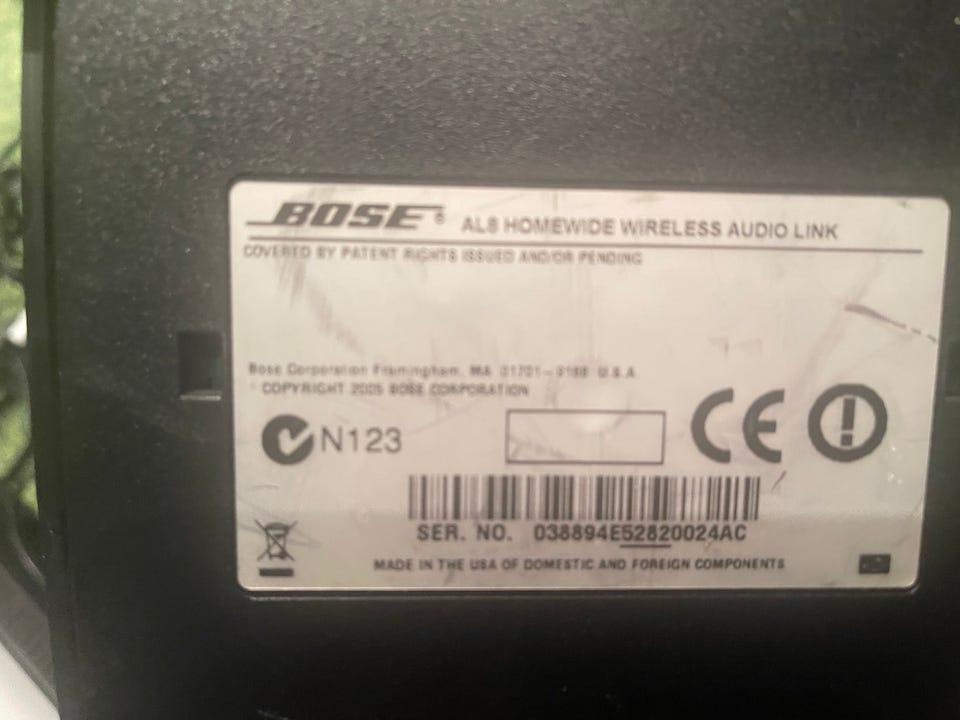 BOSE® AL8 HOMEWIDE WIRELESS AUDIO LINK
COVERED BY PATENT RIGHTS ISSUED AND/OR PENDING
Bose Corporation Framingham, MA 01701-9168 U.S.A.
COPYRIGHT 2005 BOSE CORPORATION
N123
CE
SER. NO. 038894E52820024AC
MADE IN THE USA OF DOMESTIC AND FOREIGN COMPONENTS